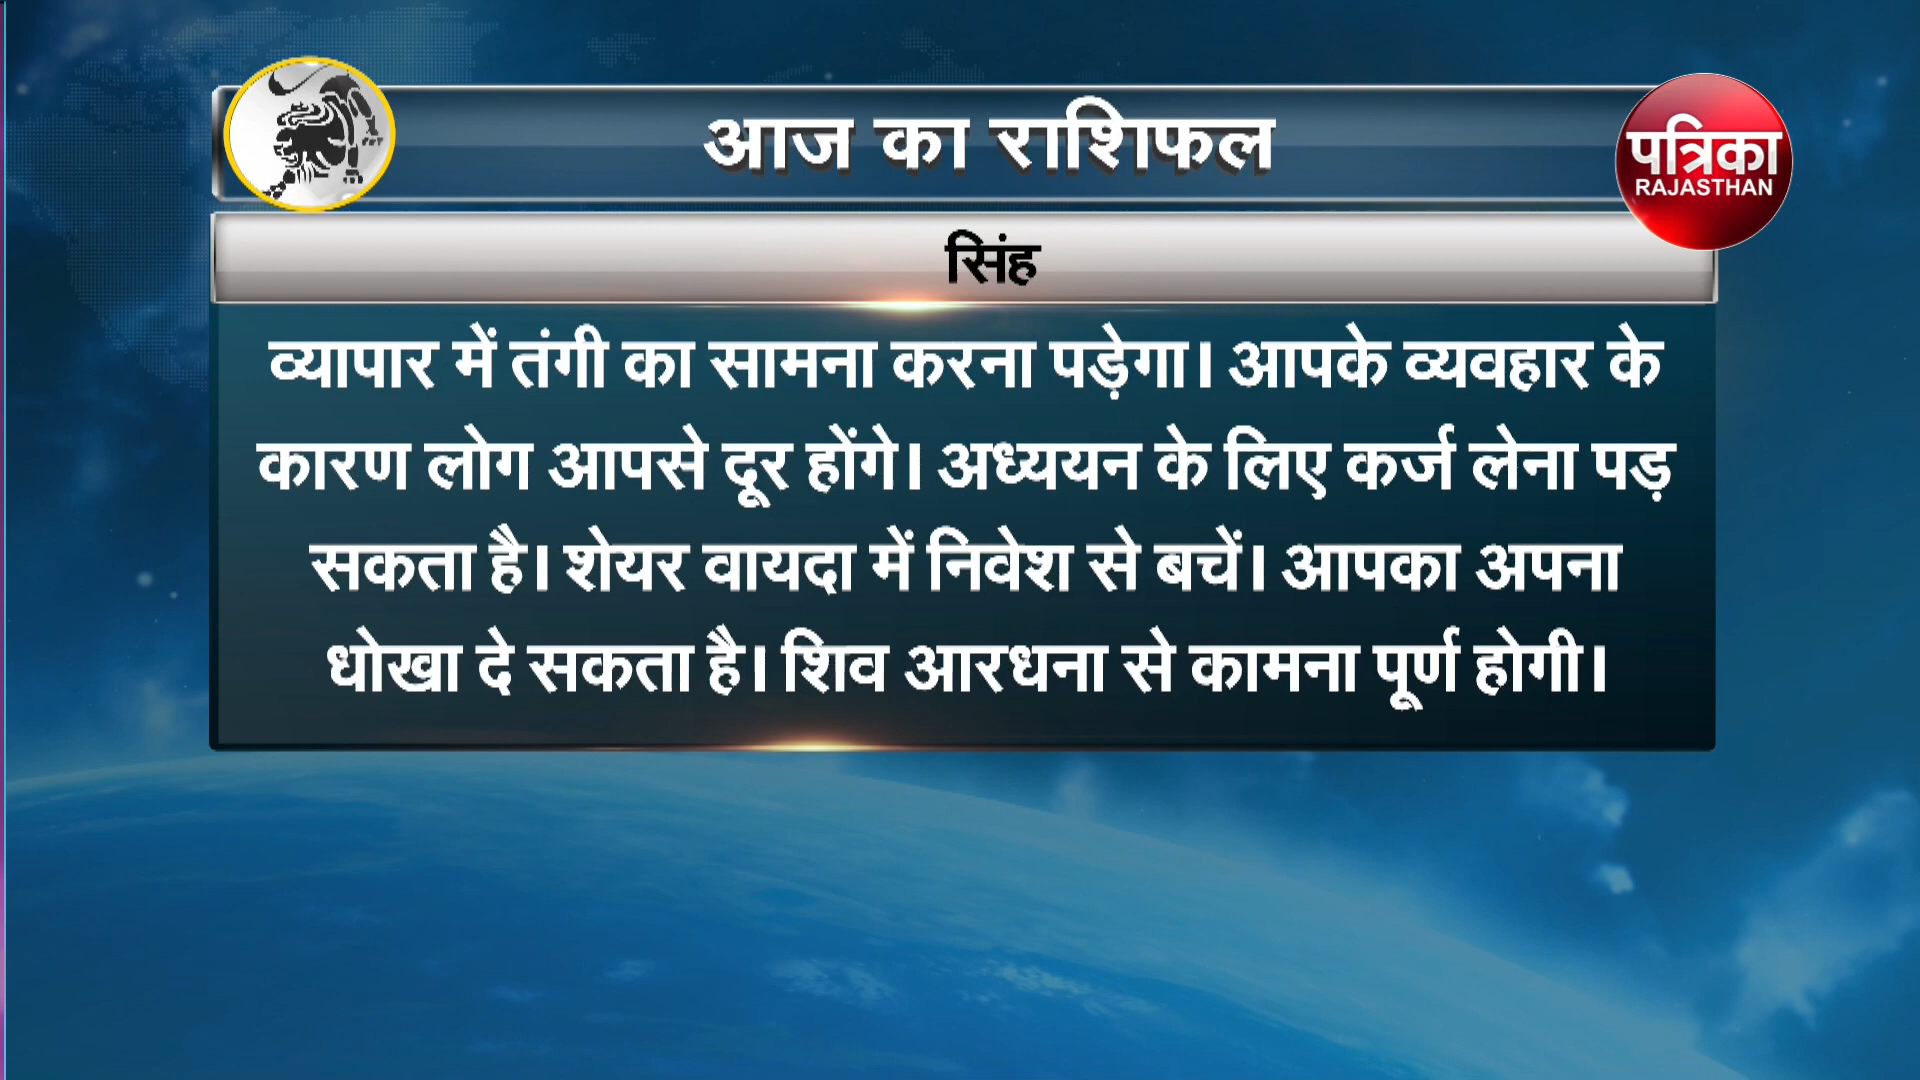 आज का राशिफल
पत्रिका
RAJASTHAN
सिंह
व्यापार में तंगी का सामना करना पड़ेगा। आपके व्यवहार के
कारण लोग आपसे दूर होंगे। अध्ययन के लिए कर्ज लेना पड़
सकता है। शेयर वायदा में निवेश से बचें। आपका अपना
धोखा दे सकता है। शिव आरधना से कामना पूर्ण होगी।